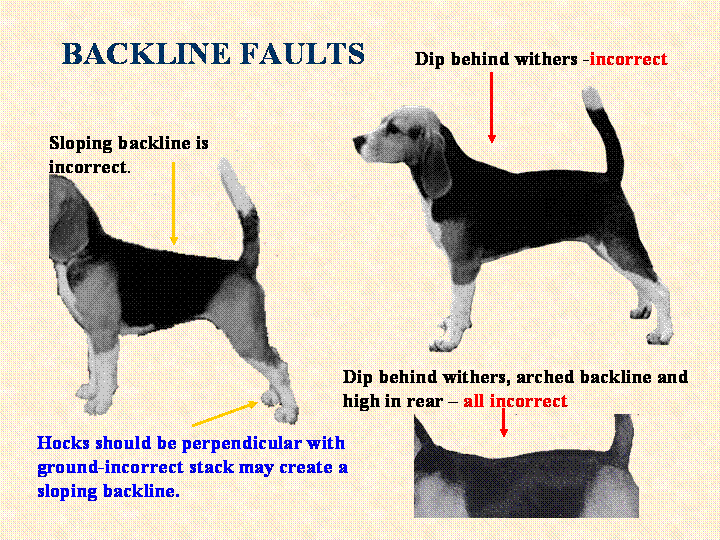 BACKLINE FAULTS
Dip behind withers -incorrect
Sloping backline is
incorrect.
Dip behind withers, arched backline and
high in rear – all incorrect
Hocks should be perpendicular with
ground-incorrect stack may create a
sloping backline.